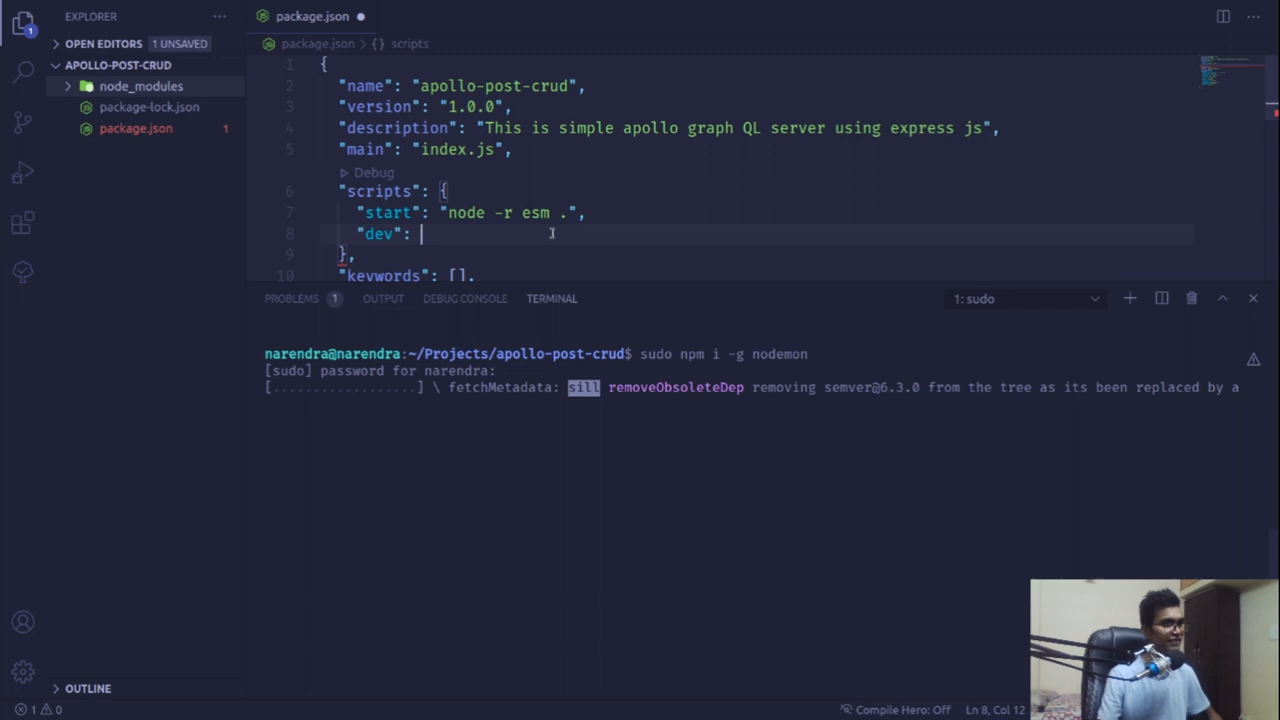 EXPLORER
OPEN EDITORS 1 UNSAVED
APOLLO-POST-CRUD
node_modules
package-lock.json
package.json 1
1
package.json
package.json > {} scripts
1 {
2 "name": "apollo-post-crud",
3 "version": "1.0.0",
4 "description": "This is simple apollo graph QL server using express js",
5 "main": "index.js",
Debug
6 "scripts": {
7 "start": "node -r esm .",
8 "dev":
9 },
10 "keywords": [],
PROBLEMS 1 OUTPUT DEBUG CONSOLE TERMINAL 1: sudo
narendra@narendra:~/Projects/apollo-post-crud$ sudo npm i -g nodemon
[sudo] password for narendra:
[.................] \ fetchMetadata: sill removeObsoleteDep removing semver@6.3.0 from the tree as its been replaced by a
OUTLINE
1 0 Compile Hero: Off Ln 8, Col 12